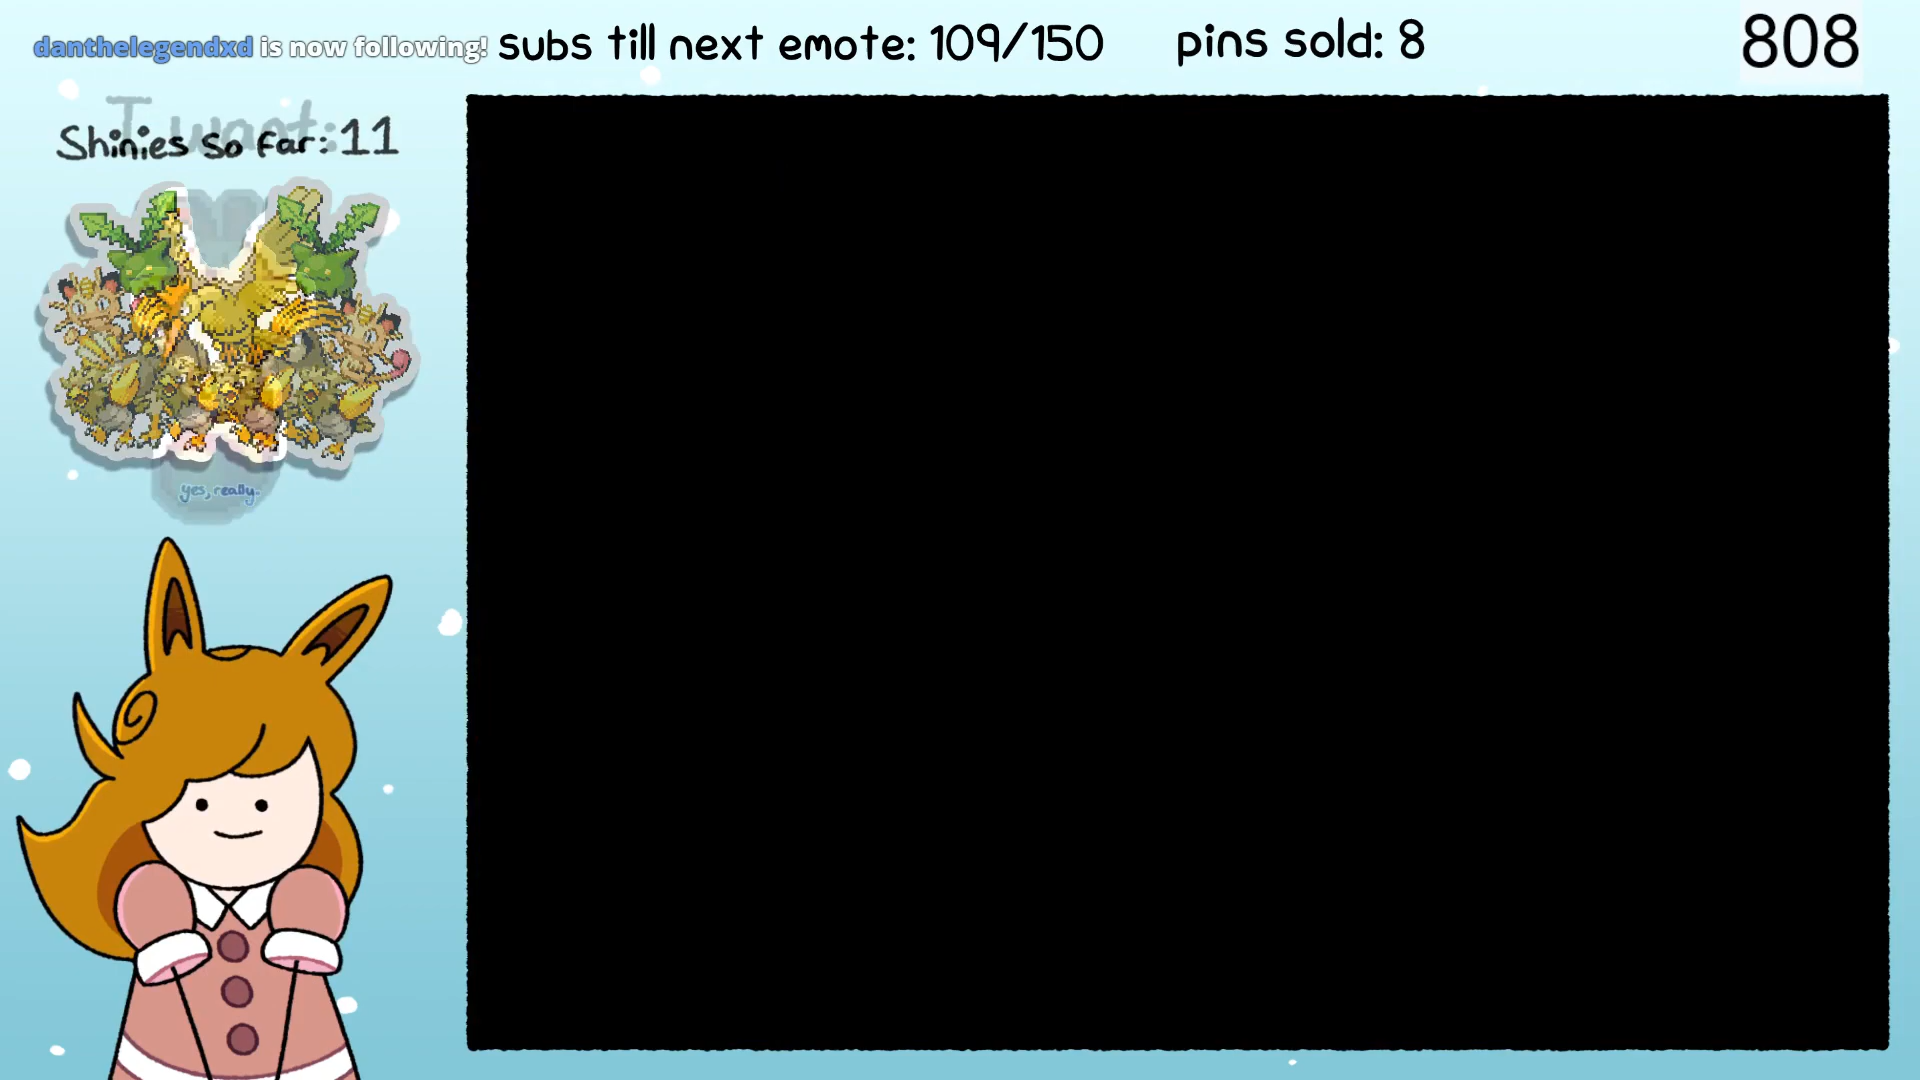 danthelegendxd is now following!
subs till next emote: 109/150
pins sold: 8
808
I want:
Shinies so far: 11
yes, really.